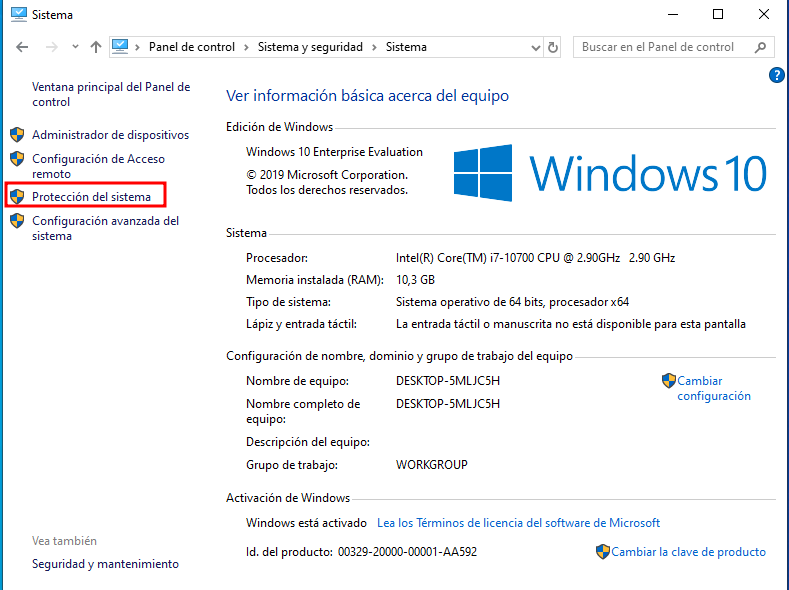 Sistema
Panel de control
Sistema y seguridad
Sistema
Buscar en el Panel de control
?
Ventana principal del Panel de
control
Administrador de dispositivos
Configuración de Acceso
remoto
Protección del sistema
Configuración avanzada del
sistema
Vea también
Seguridad y mantenimiento
Ver información básica acerca del equipo
Edición de Windows
Windows 10 Enterprise Evaluation
© 2019 Microsoft Corporation.
Todos los derechos reservados.
Windows 10
Sistema
Procesador: Intel(R) Core(TM) i7-10700 CPU @ 2.90GHz 2.90 GHz
Memoria instalada (RAM): 10,3 GB
Tipo de sistema: Sistema operativo de 64 bits, procesador x64
Lápiz y entrada táctil: La entrada táctil o manuscrita no está disponible para esta pantalla
Configuración de nombre, dominio y grupo de trabajo del equipo
Nombre de equipo: DESKTOP-5MLJC5H
Cambiar
configuración
Nombre completo de
equipo: DESKTOP-5MLJC5H
Descripción del equipo:
Grupo de trabajo: WORKGROUP
Activación de Windows
Windows está activado Lea los Términos de licencia del software de Microsoft
Id. del producto: 00329-20000-00001-AA592
Cambiar la clave de producto